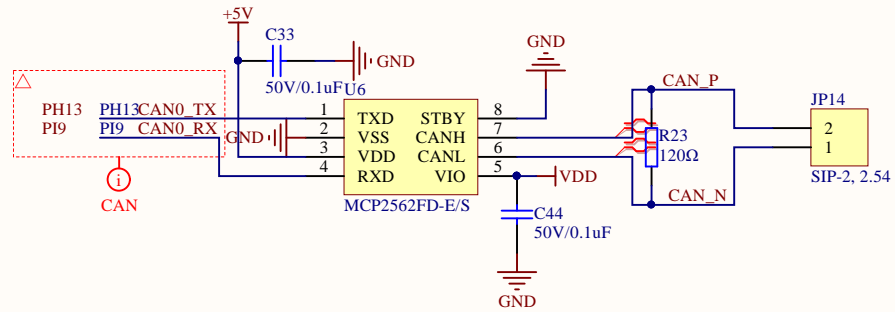 +5V
C33
GND
50V/0.1uF
U6
PH13
PH13
CAN0_TX
PI9
PI9
CAN0_RX
GND
i
CAN
1
TXD
STBY
8
2
VSS
CANH
7
3
VDD
CANL
6
4
RXD
VIO
5
MCP2562FD-E/S
GND
VDD
C44
50V/0.1uF
GND
CAN_P
R23
120Ω
CAN_N
JP14
2
1
SIP-2, 2.54